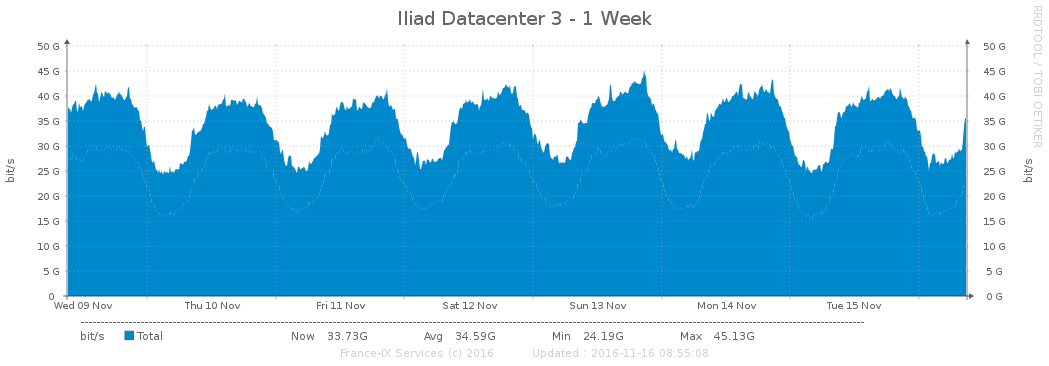 Iliad Datacenter 3 - 1 Week
RRDTOOL / TOBI OETIKER
50 G 50 G
45 G 45 G
40 G 40 G
35 G 35 G
30 G 30 G
25 G 25 G
20 G 20 G
15 G 15 G
10 G 10 G
5 G 5 G
0 0 G
bit/s
bit/s
Wed 09 Nov Thu 10 Nov Fri 11 Nov Sat 12 Nov Sun 13 Nov Mon 14 Nov Tue 15 Nov
bit/s Total Now 33.73G Avg 34.59G Min 24.19G Max 45.13G
France-IX Services (c) 2016 Updated : 2016-11-16 08:55:08